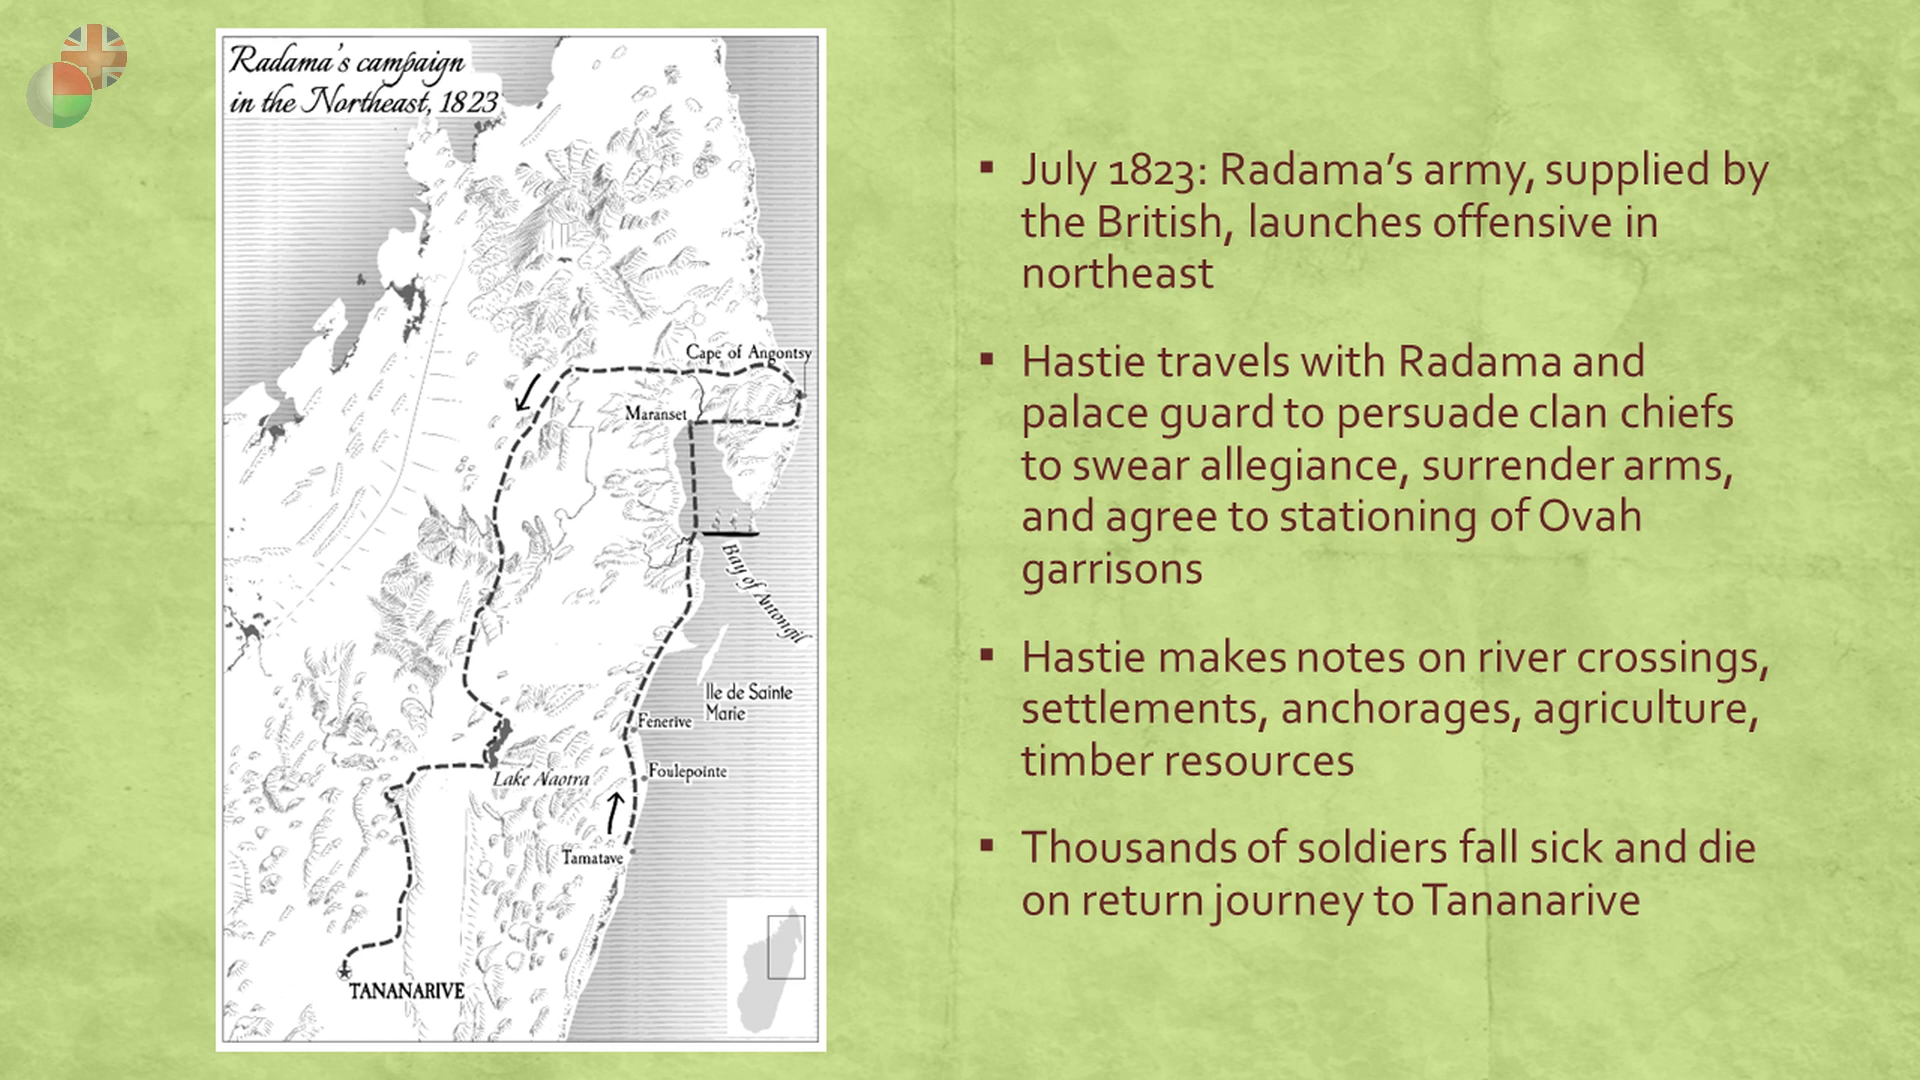 Radama's campaign
in the Northeast, 1823
Cape of Angontsy
Maranset
Bay of Antongil
Ile de Sainte
Marie
Fenerive
Foulepointe
Lake Alaotra
Tamatave
TANANARIVE
▪ July 1823: Radama’s army, supplied by
the British, launches offensive in
northeast
▪ Hastie travels with Radama and
palace guard to persuade clan chiefs
to swear allegiance, surrender arms,
and agree to stationing of Ovah
garrisons
▪ Hastie makes notes on river crossings,
settlements, anchorages, agriculture,
timber resources
▪ Thousands of soldiers fall sick and die
on return journey to Tananarive